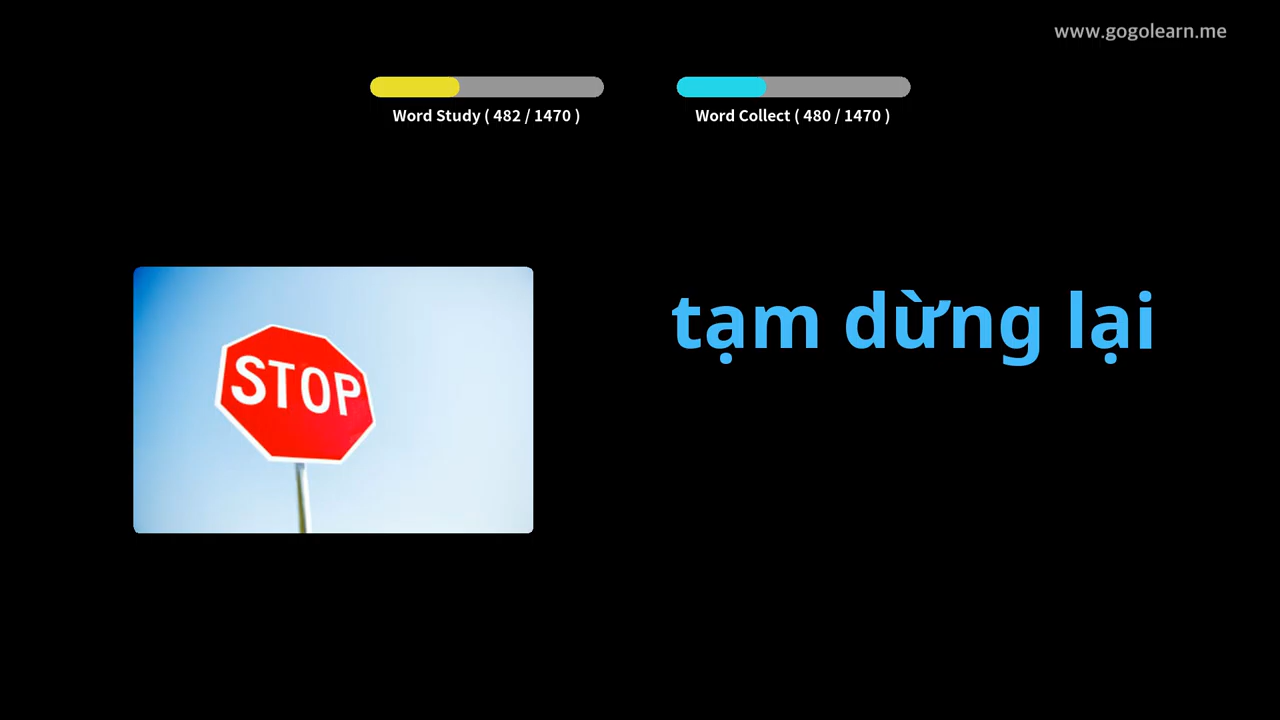 www.gogolearn.me
Word Study ( 482 / 1470 )
Word Collect ( 480 / 1470 )
STOP
tạm dừng lại